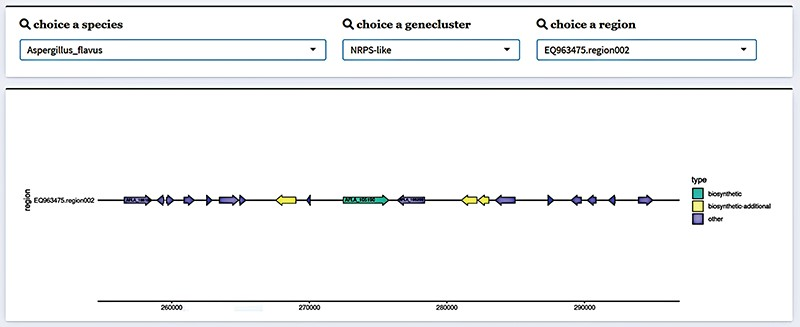 choice a species
choice a genecluster
choice a region
Aspergillus_flavus
NRPS-like
EQ963475.region002
type
biosynthetic
biosynthetic-additional
other
region
EQ963475.region002
260000
270000
280000
290000